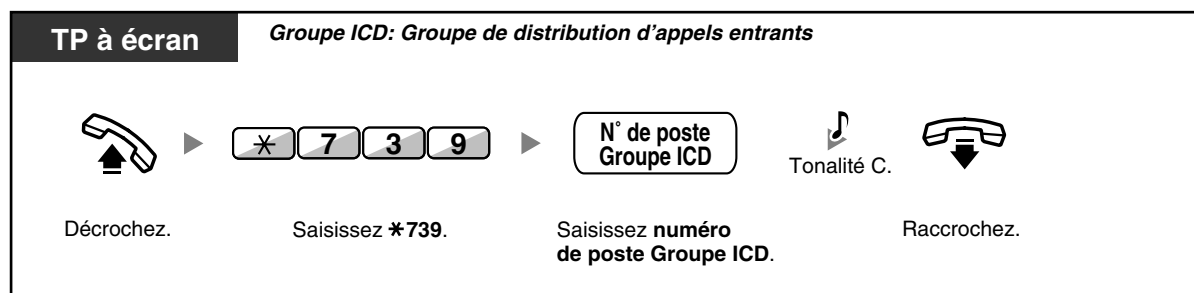 TP à écran
Groupe ICD: Groupe de distribution d'appels entrants
* 7 3 9
N° de poste
Groupe ICD
Tonalité C.
Décrochez.
Saisissez *739.
Saisissez numéro
de poste Groupe ICD.
Raccrochez.